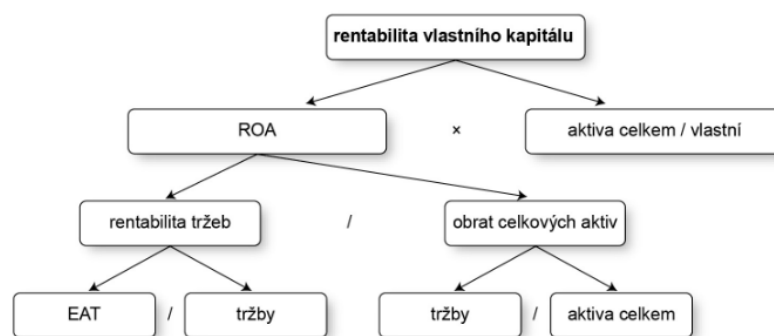 rentabilita vlastního kapitálu
ROA × aktiva celkem / vlastní
rentabilita tržeb / obrat celkových aktiv
EAT / tržby tržby / aktiva celkem